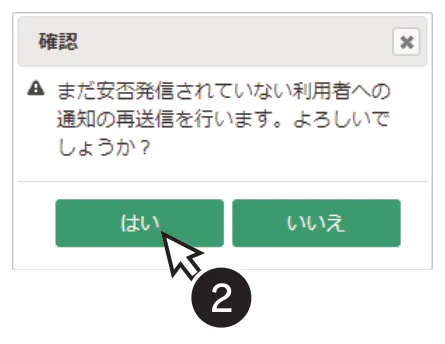 確認
まだ安否発信されていない利用者への
通知の再送信を行います。よろしいで
しょうか？
はい
いいえ
2